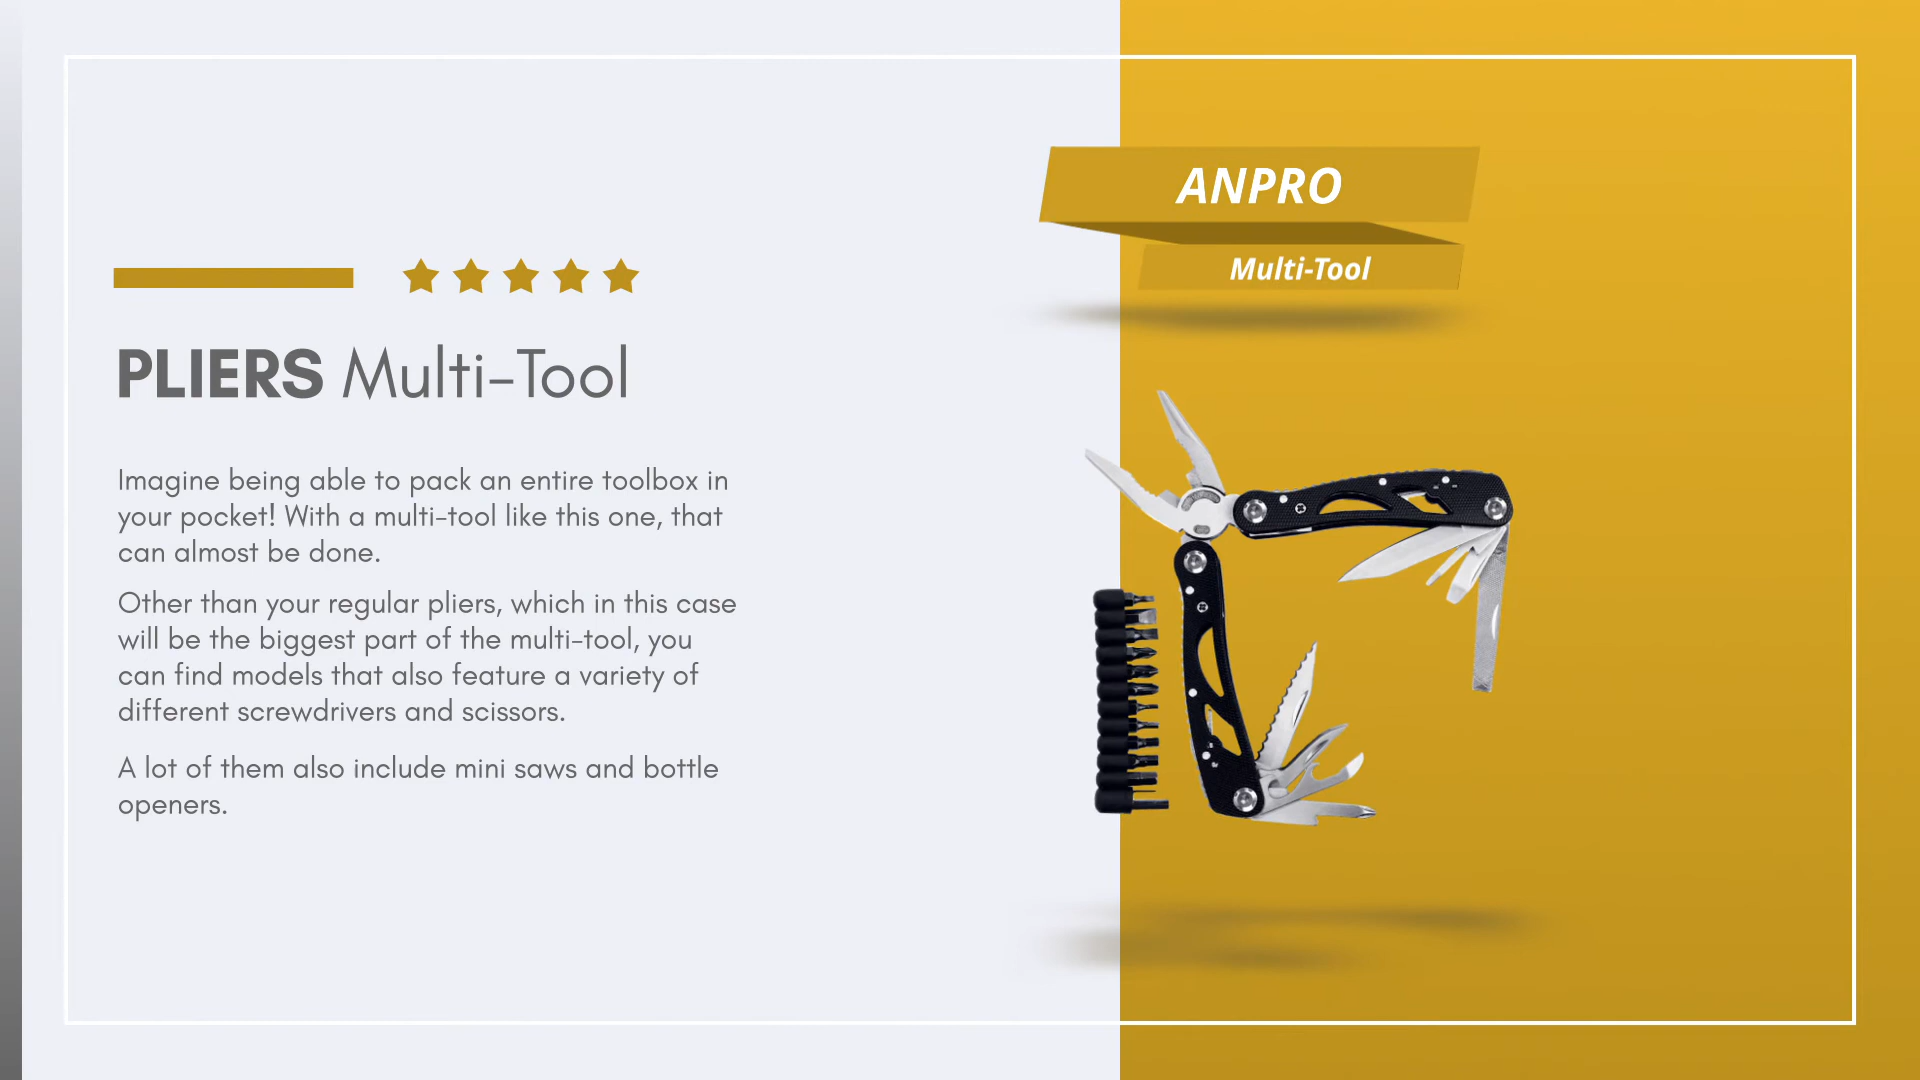 ANPRO
Multi-Tool
PLIERS Multi-Tool
Imagine being able to pack an entire toolbox in
your pocket! With a multi-tool like this one, that
can almost be done.
Other than your regular pliers, which in this case
will be the biggest part of the multi-tool, you
can find models that also feature a variety of
different screwdrivers and scissors.
A lot of them also include mini saws and bottle
openers.